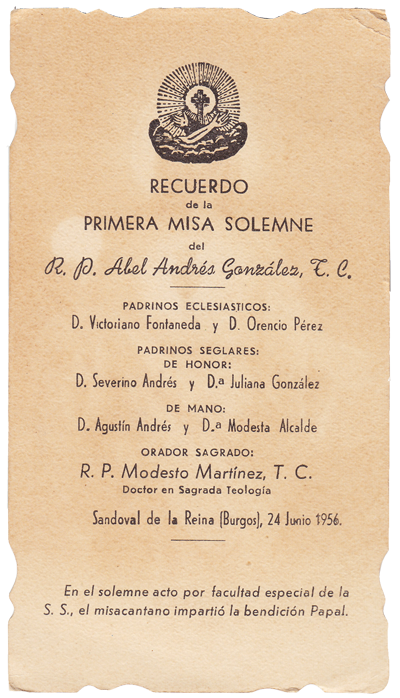 RECUERDO
de la
PRIMERA MISA SOLEMNE
del
R. P. Abel Andrés González, T. C.
PADRINOS ECLESIASTICOS:
D. Victoriano Fontaneda y D. Orencio Pérez
PADRINOS SEGLARES:
DE HONOR:
D. Severino Andrés y D.ª Juliana González
DE MANO:
D. Agustín Andrés y D.ª Modesta Alcalde
ORADOR SAGRADO:
R. P. Modesto Martínez, T. C.
Doctor en Sagrada Teología
Sandoval de la Reina (Burgos), 24 Junio 1956.
En el solemne acto por facultad especial de la
S. S., el misacantano impartió la bendición Papal.